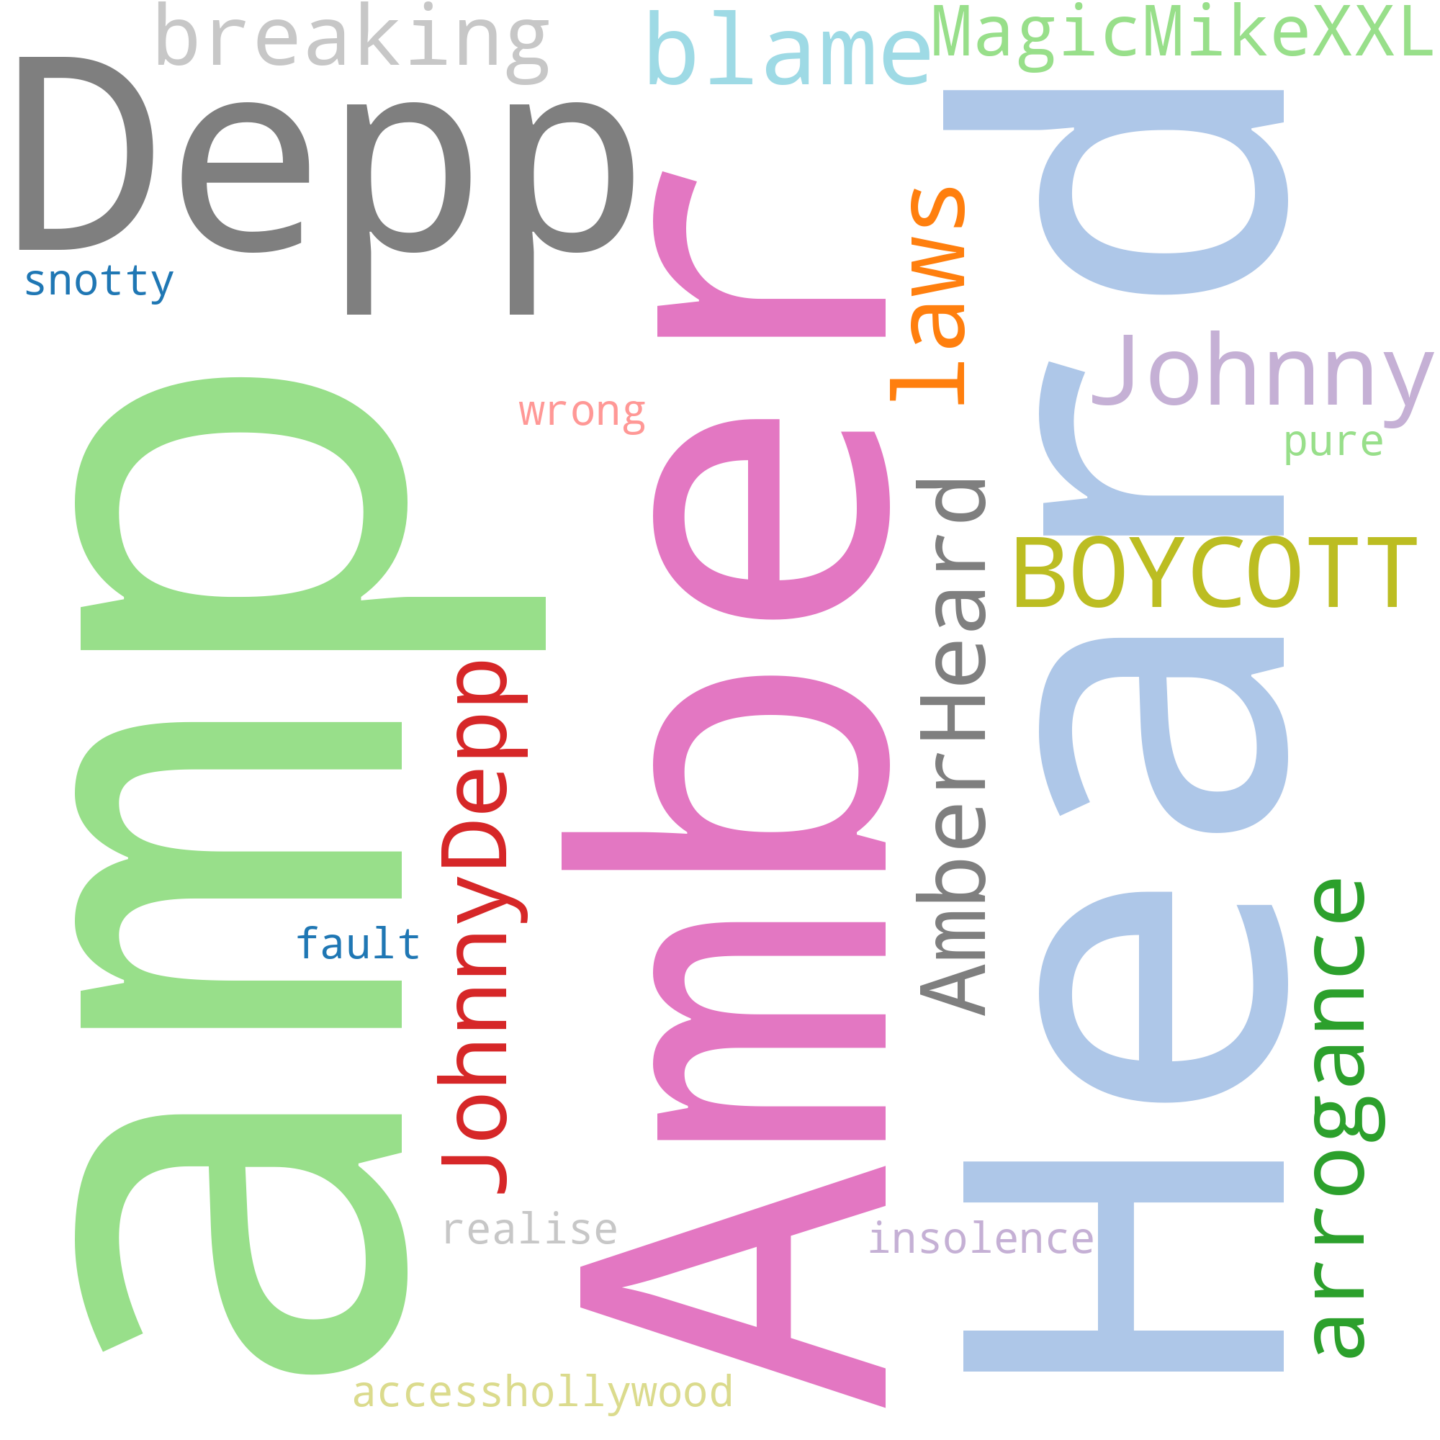 breaking
blame
MagicMikeXXL
Depp
snotty
laws
Johnny
wrong
pure
amp
Amber
Heard
AmberHeard
BOYCOTT
JohnnyDepp
fault
arrogance
realise
insolence
accesshollywood